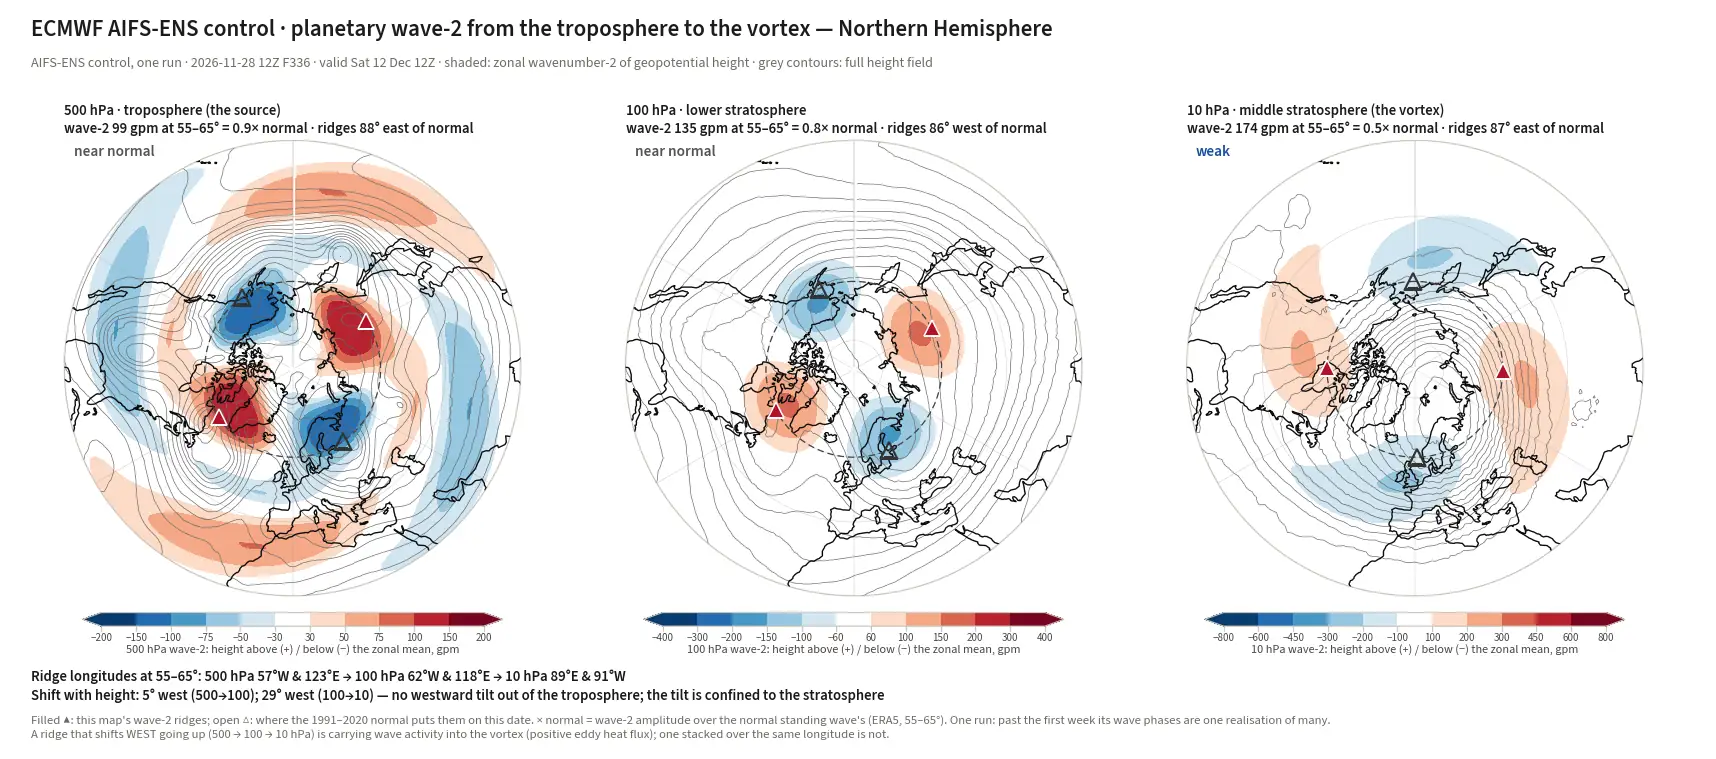 ECMWF AIFS-ENS control · planetary wave-2 from the troposphere to the vortex — Northern Hemisphere
AIFS-ENS control, one run · 2026-11-28 12Z F336 · valid Sat 12 Dec 12Z · shaded: zonal wavenumber-2 of geopotential height · grey contours: full height field
500 hPa · troposphere (the source)
wave-2 99 gpm at 55–65° = 0.9× normal · ridges 88° east of normal
near normal
100 hPa · lower stratosphere
wave-2 135 gpm at 55–65° = 0.8× normal · ridges 86° west of normal
near normal
10 hPa · middle stratosphere (the vortex)
wave-2 174 gpm at 55–65° = 0.5× normal · ridges 87° east of normal
weak
−200 −150 −100 −75 −50 −30 30 50 75 100 150 200
500 hPa wave-2: height above (+) / below (−) the zonal mean, gpm
−400 −300 −200 −150 −100 −60 60 100 150 200 300 400
100 hPa wave-2: height above (+) / below (−) the zonal mean, gpm
−800 −600 −450 −300 −200 −100 100 200 300 450 600 800
10 hPa wave-2: height above (+) / below (−) the zonal mean, gpm
Ridge longitudes at 55–65°: 500 hPa 57°W & 123°E → 100 hPa 62°W & 118°E → 10 hPa 89°E & 91°W
Shift with height: 5° west (500→100); 29° west (100→10) — no westward tilt out of the troposphere; the tilt is confined to the stratosphere
Filled ▲: this map's wave-2 ridges; open △: where the 1991–2020 normal puts them on this date. × normal = wave-2 amplitude over the normal standing wave's (ERA5, 55–65°). One run: past the first week its wave phases are one realisation of many.
A ridge that shifts WEST going up (500 → 100 → 10 hPa) is carrying wave activity into the vortex (positive eddy heat flux); one stacked over the same longitude is not.